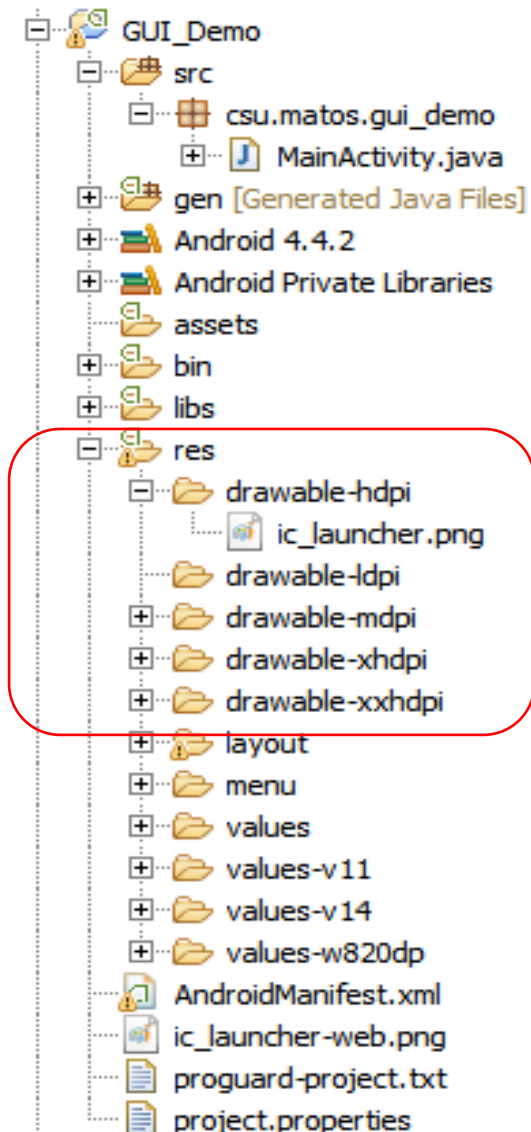 GUI_Demo
src
csu.matos.gui_demo
MainActivity.java
gen [Generated Java Files]
Android 4.4.2
Android Private Libraries
assets
bin
libs
res
drawable-hdpi
ic_launcher.png
drawable-ldpi
drawable-mdpi
drawable-xhdpi
drawable-xxhdpi
layout
menu
values
values-v11
values-v14
values-w820dp
AndroidManifest.xml
ic_launcher-web.png
proguard-project.txt
project.properties